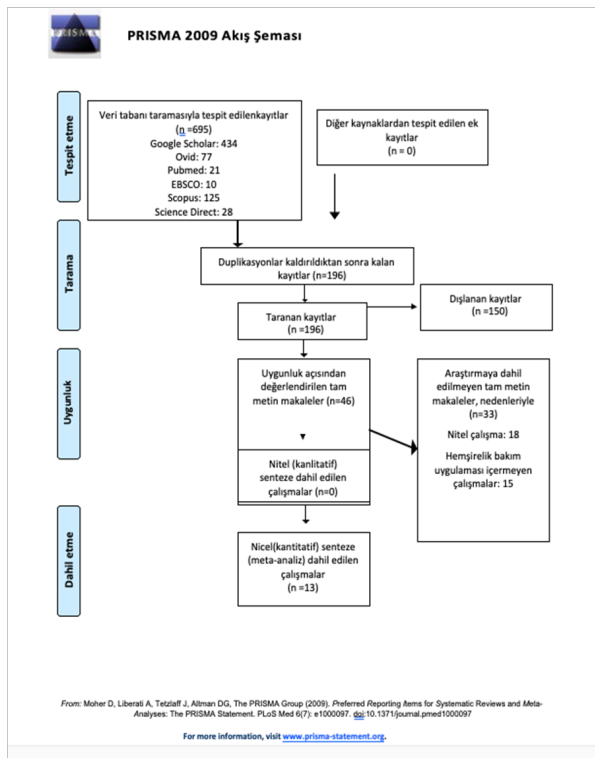 PRISMA
PRISMA 2009 Akış Şeması
Tespit etme
Veri tabanı taramasıyla tespit edilenkayıtlar
(n =695)
Google Scholar: 434
Ovid: 77
Pubmed: 21
EBSCO: 10
Scopus: 125
Science Direct: 28
Diğer kaynaklardan tespit edilen ek
kayıtlar
(n = 0)
Tarama
Duplikasyonlar kaldırıldıktan sonra kalan
kayıtlar (n=196)
Taranan kayıtlar
(n =196)
Dışlanan kayıtlar
(n =150)
Uygunluk
Uygunluk açısından
değerlendirilen tam
metin makaleler (n=46)
Nitel (kanlitatif)
senteze dahil edilen
çalışmalar (n=0)
Araştırmaya dahil
edilmeyen tam metin
makaleler, nedenleriyle
(n=33)
Nitel çalışma: 18
Hemşirelik bakım
uygulaması içermeyen
çalışmalar: 15
Dahil etme
Nicel(kantitatif) senteze
(meta-analiz) dahil edilen
çalışmalar
(n =13)
From: Moher D, Liberati A, Tetzlaff J, Altman DG, The PRISMA Group (2009). Preferred Reporting Items for Systematic Reviews and Meta-
Analyses: The PRISMA Statement. PLoS Med 6(7): e1000097. doi:10.1371/journal.pmed1000097
For more information, visit www.prisma-statement.org.